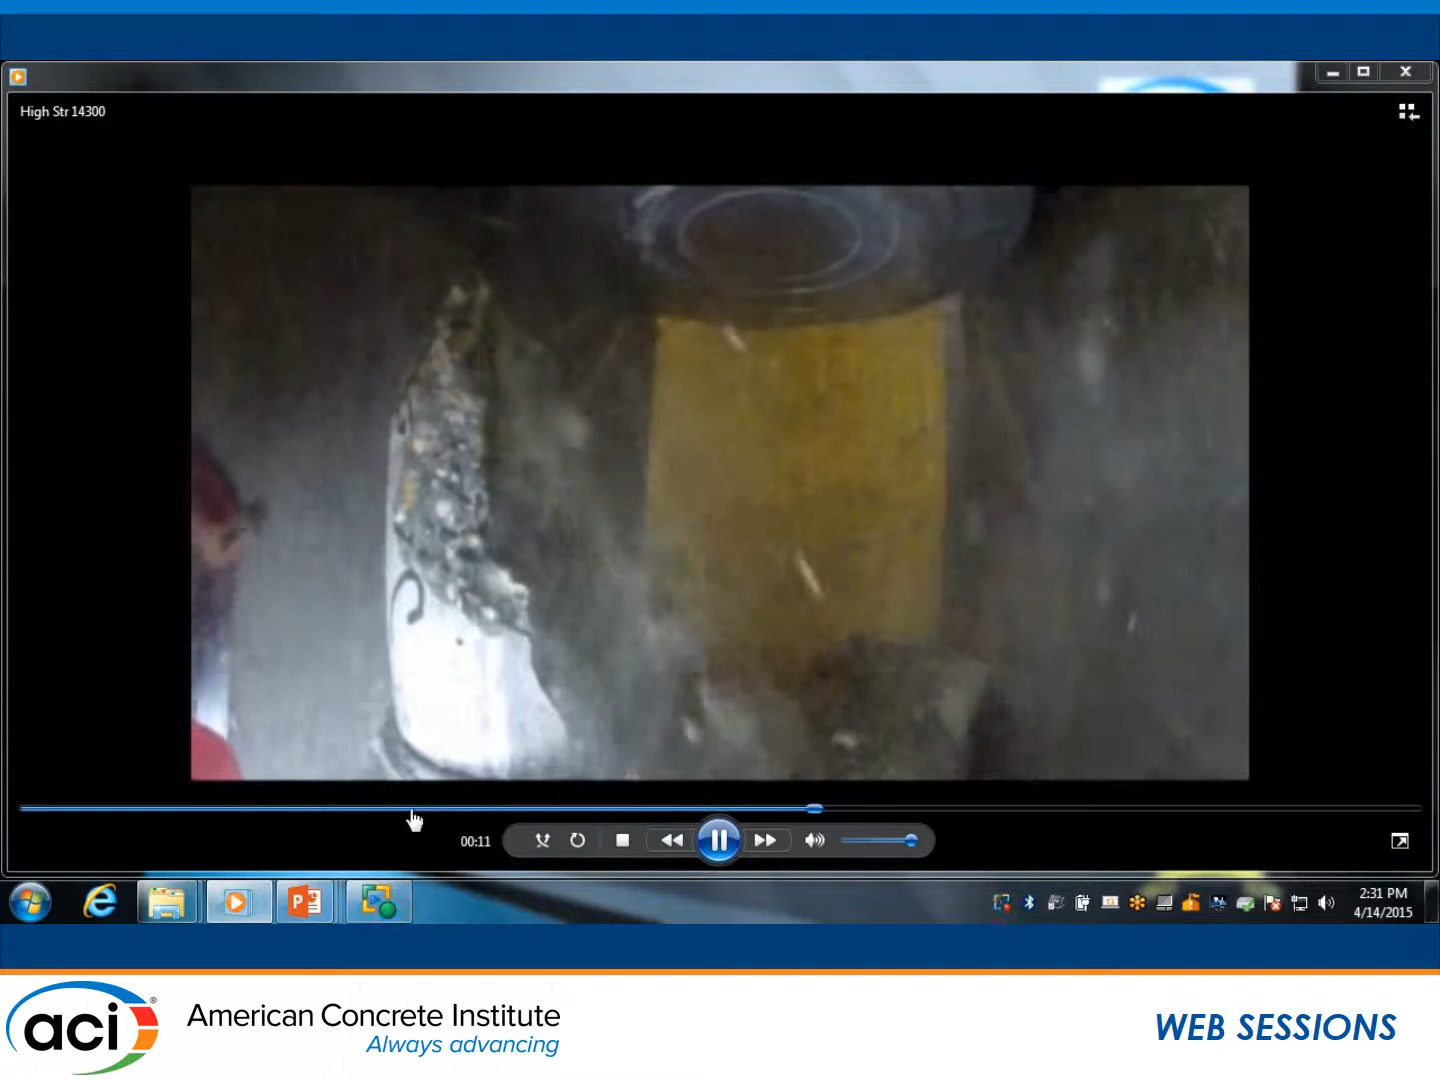 High Str 14300
00:11
2:31 PM
4/14/2015
aci®
American Concrete Institute
Always advancing
WEB SESSIONS